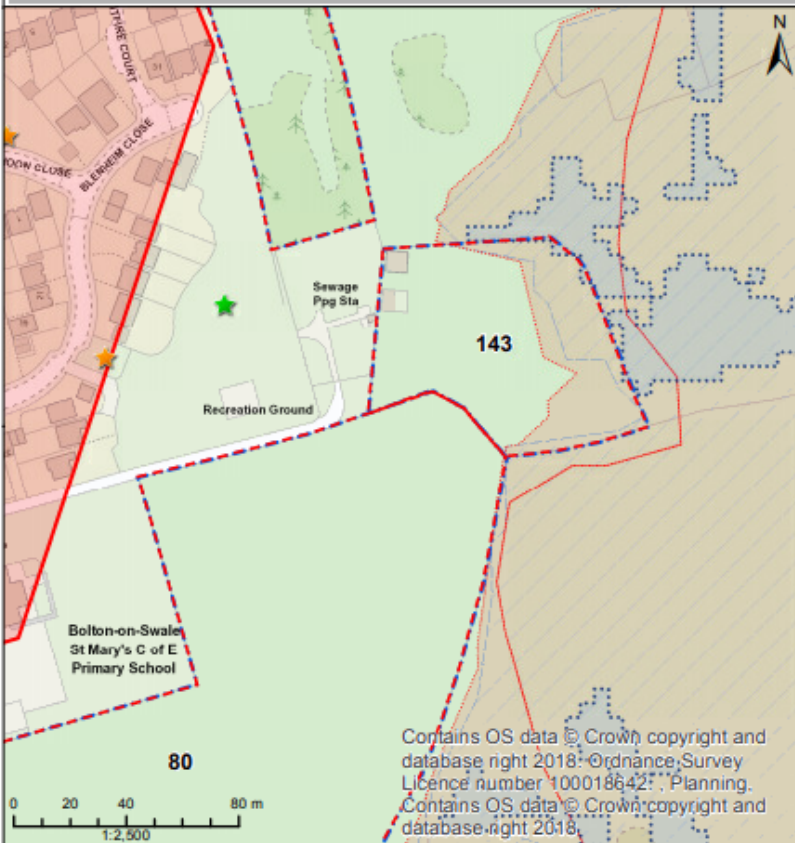 N
BLENHEIM CLOSE
Sewage
Ppg Sta
143
Recreation Ground
Bolton-on-Swale
St Mary's C of E
Primary School
80
Contains OS data © Crown copyright and
database right 2018. Ordnance Survey
Licence number 100018642. , Planning.
Contains OS data © Crown copyright and
database right 2018.
0 20 40 80 m
1:2,500